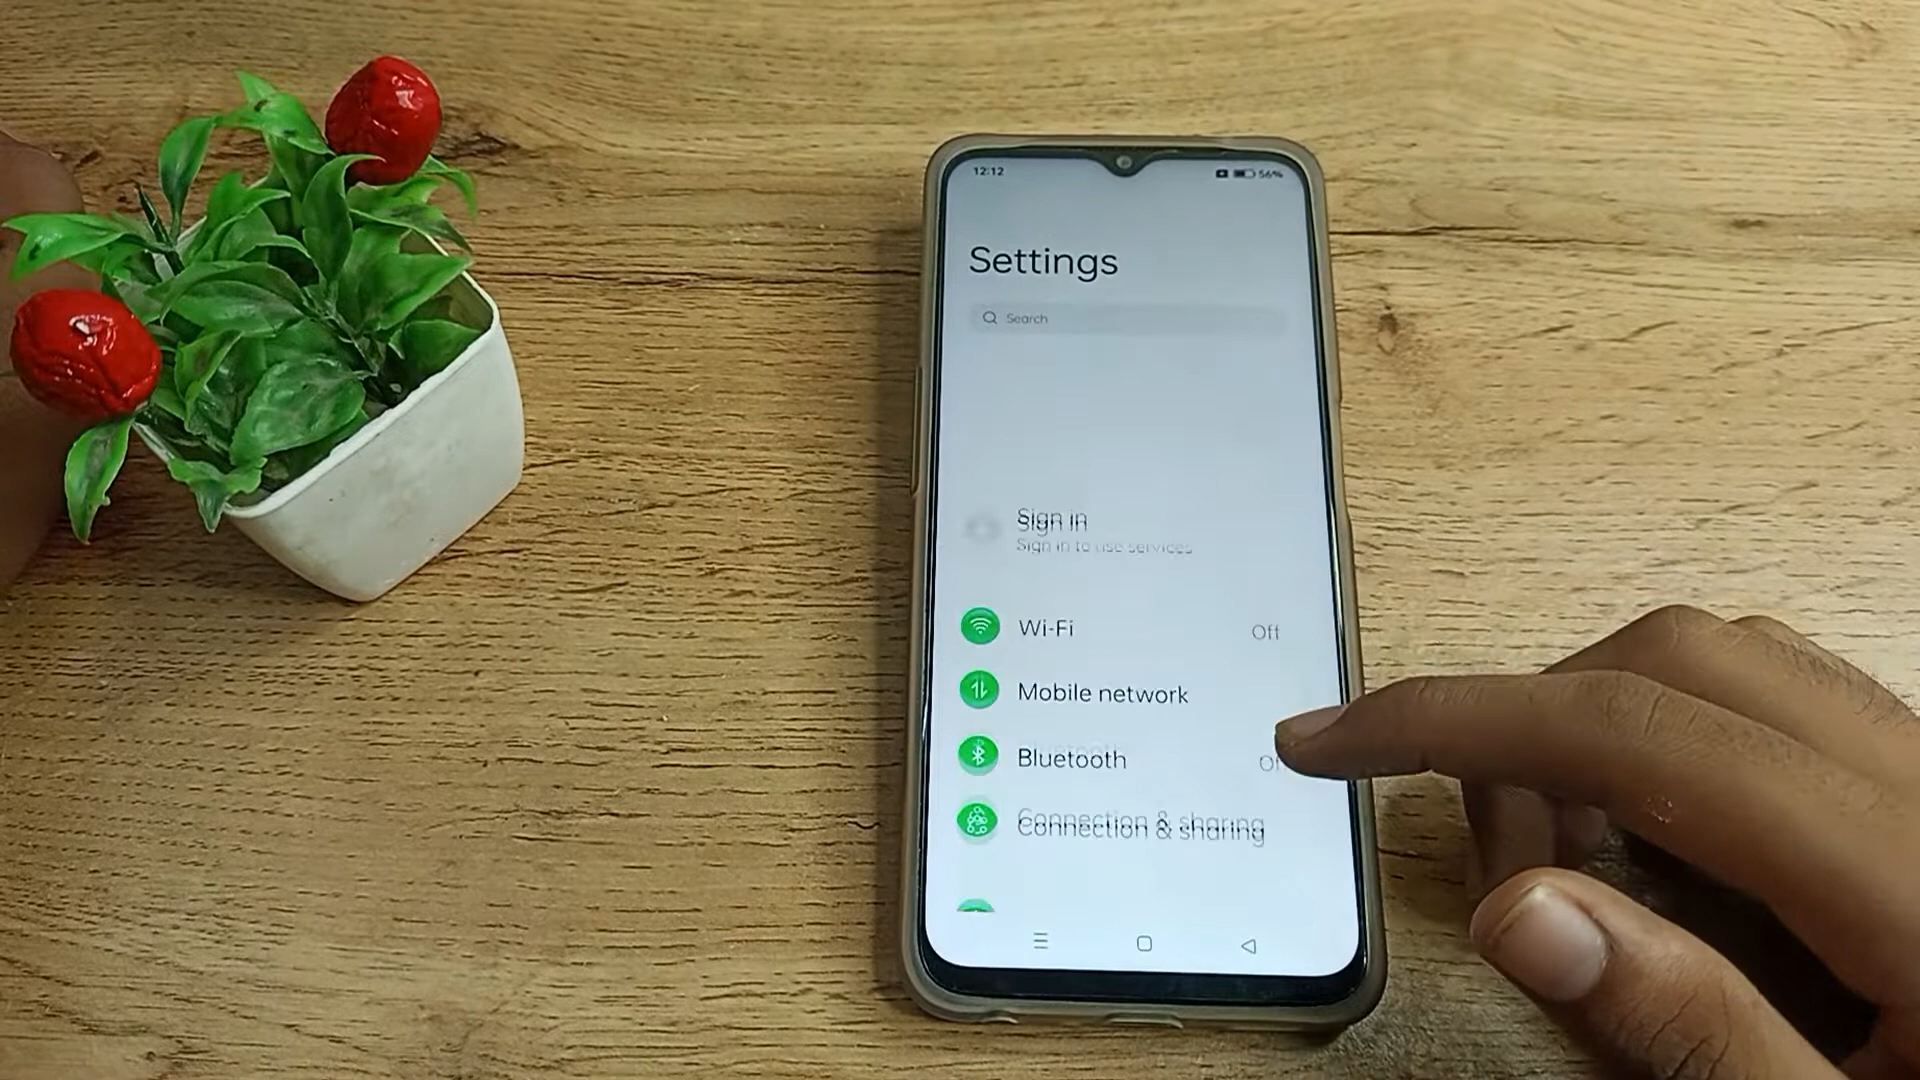 12:12
56%
Settings
Search
Sign in
Sign in to use services
Wi-Fi Off
Mobile network
Bluetooth
Connection & sharing